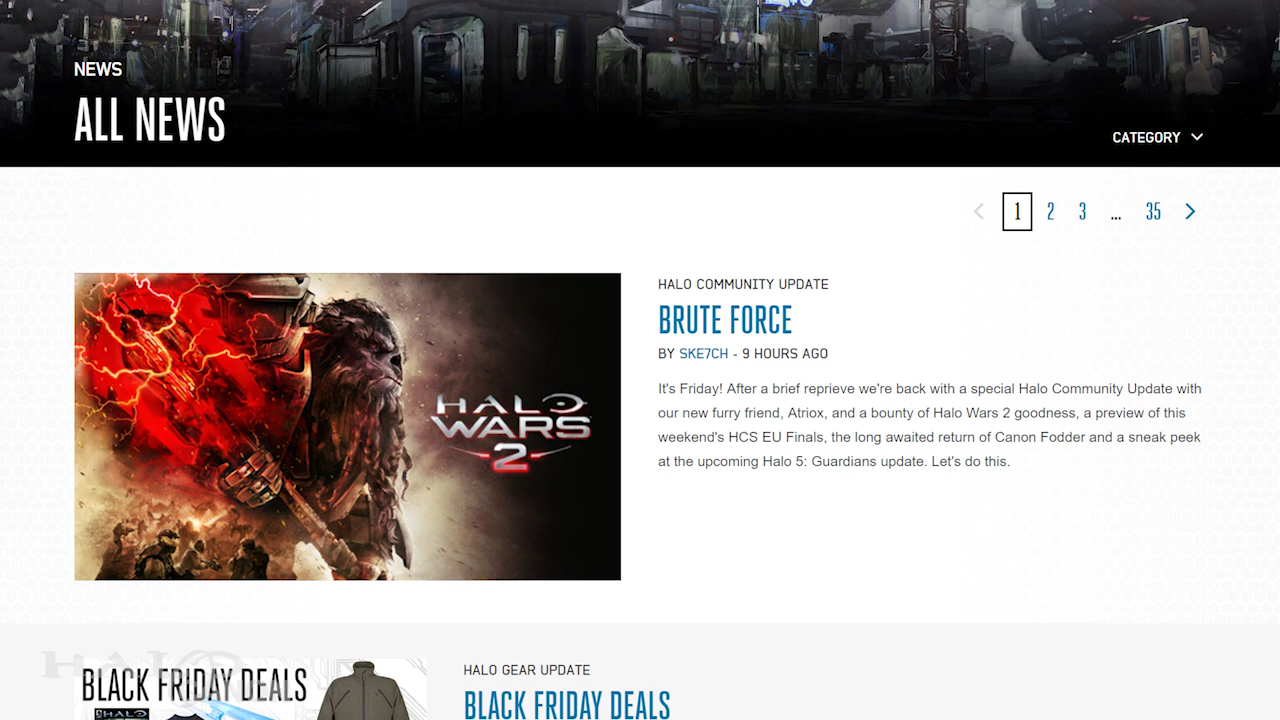 NEWS
ALL NEWS
CATEGORY
1 2 3 ... 35
HALO WARS 2
HALO COMMUNITY UPDATE
BRUTE FORCE
BY SKE7CH - 9 HOURS AGO
It's Friday! After a brief reprieve we're back with a special Halo Community Update with
our new furry friend, Atriox, and a bounty of Halo Wars 2 goodness, a preview of this
weekend's HCS EU Finals, the long awaited return of Canon Fodder and a sneak peek
at the upcoming Halo 5: Guardians update. Let's do this.
HALO
BLACK FRIDAY DEALS
HALO
HALO GEAR UPDATE
BLACK FRIDAY DEALS